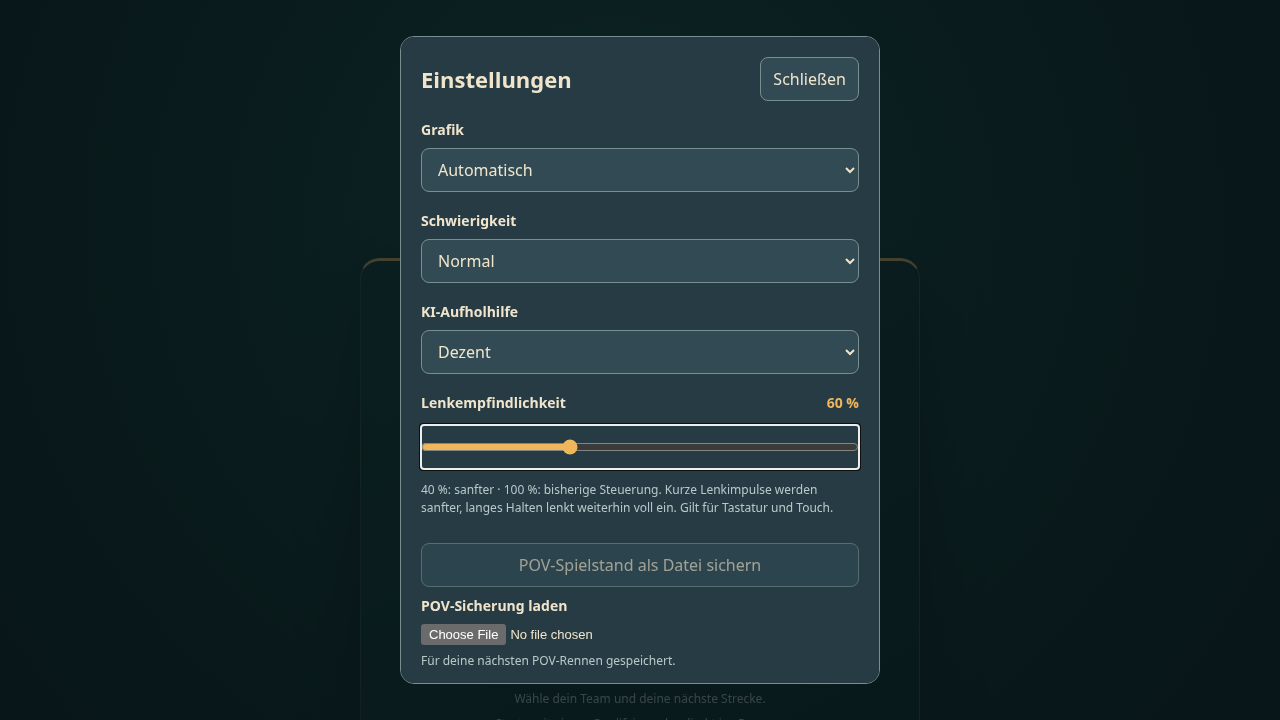 Einstellungen
Schließen
Grafik
Automatisch
Schwierigkeit
Normal
KI-Aufholhilfe
Dezent
Lenkempfindlichkeit
60 %
40 %: sanfter · 100 %: bisherige Steuerung. Kurze Lenkimpulse werden
sanfter, langes Halten lenkt weiterhin voll ein. Gilt für Tastatur und Touch.
POV-Spielstand als Datei sichern
POV-Sicherung laden
Choose File No file chosen
Für deine nächsten POV-Rennen gespeichert.
Wähle dein Team und deine nächste Strecke.